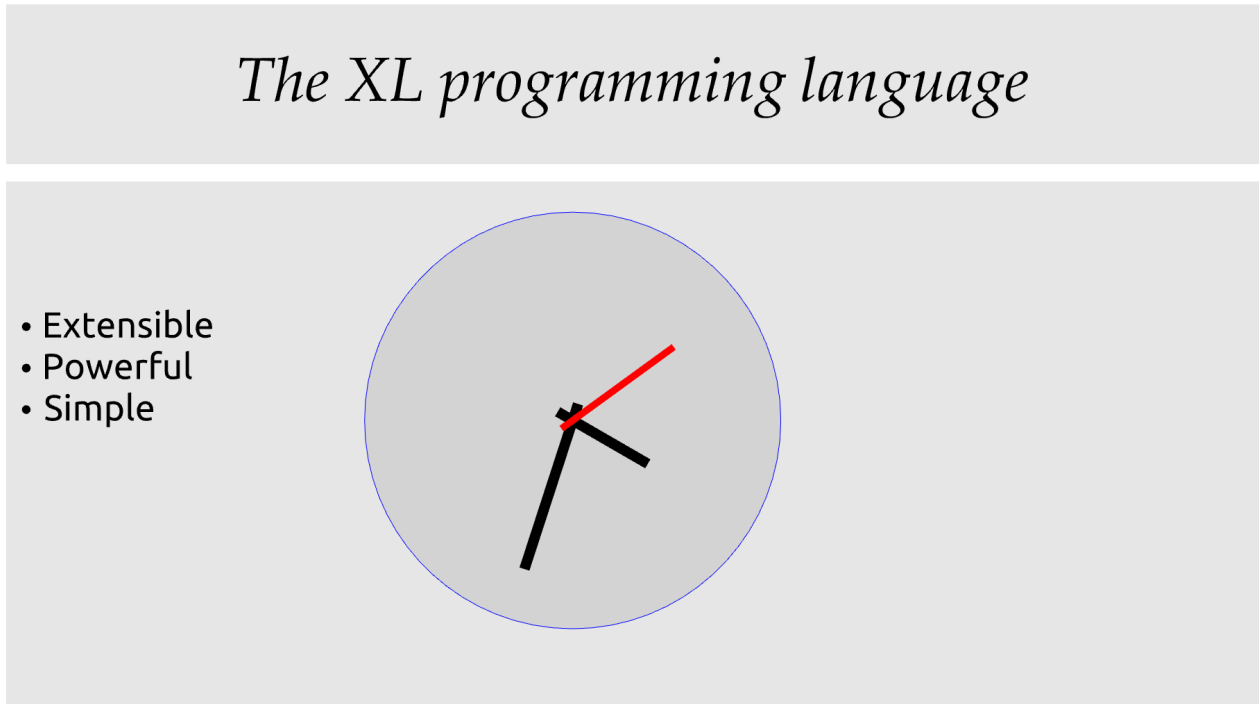 The XL programming language
• Extensible
• Powerful
• Simple